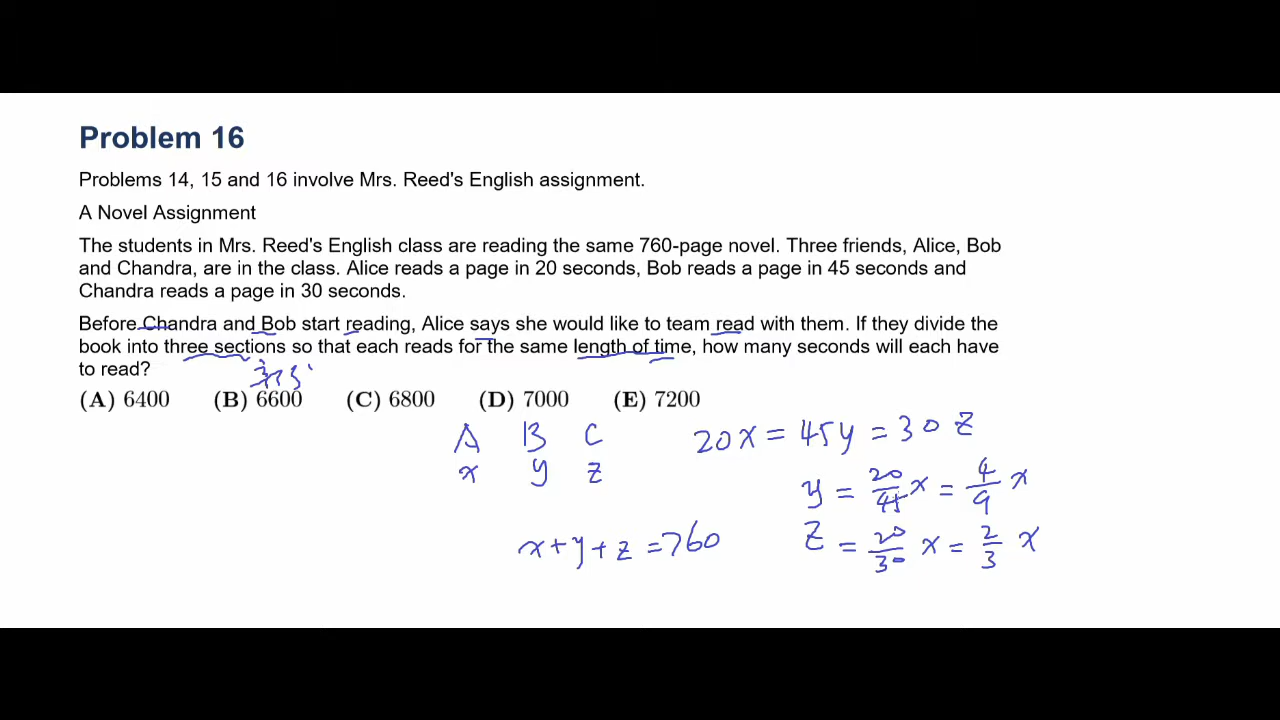 Problem 16
Problems 14, 15 and 16 involve Mrs. Reed's English assignment.
A Novel Assignment
The students in Mrs. Reed's English class are reading the same 760-page novel. Three friends, Alice, Bob
and Chandra, are in the class. Alice reads a page in 20 seconds, Bob reads a page in 45 seconds and
Chandra reads a page in 30 seconds.
Before Chandra and Bob start reading, Alice says she would like to team read with them. If they divide the
book into three sections so that each reads for the same length of time, how many seconds will each have
to read?
(A) 6400 (B) 6600 (C) 6800 (D) 7000 (E) 7200
A B C
x y z
20x = 45y = 30z
y = 20/45 x = 4/9 x
x + y + z = 760
z = 20/30 x = 2/3 x